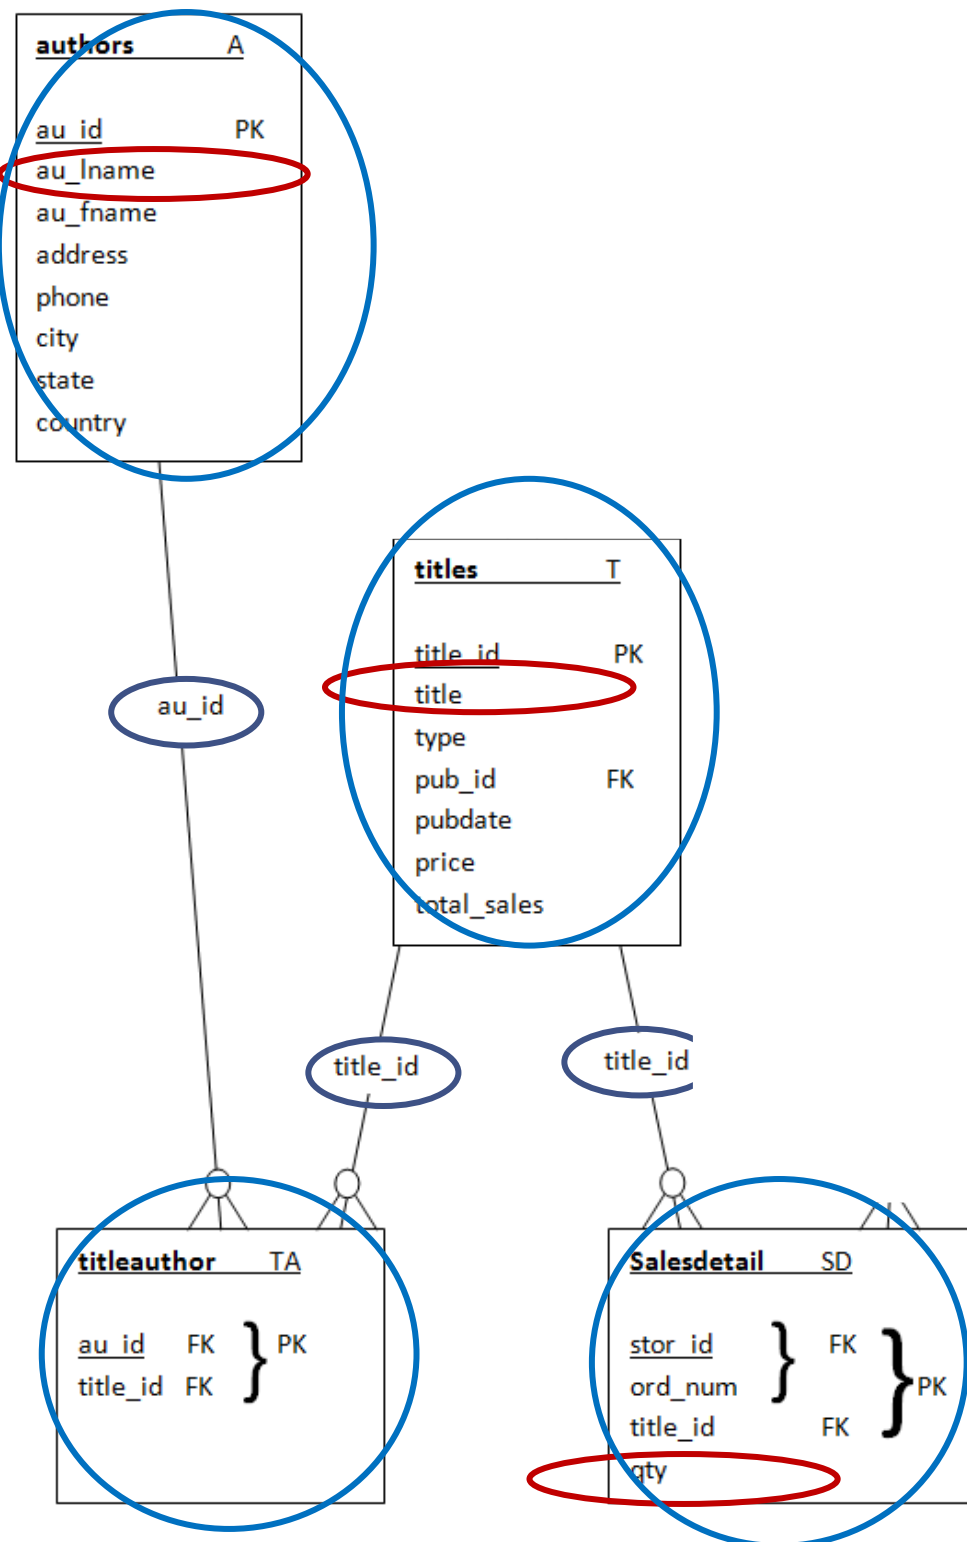 authors A
au_id PK
au_lname
au_fname
address
phone
city
state
country
au_id
titles T
title_id PK
title
type
pub_id FK
pubdate
price
total_sales
title_id
title_id
titleauthor TA
au_id FK } PK
title_id FK
Salesdetail SD
stor_id } FK } PK
ord_num
title_id FK
qty